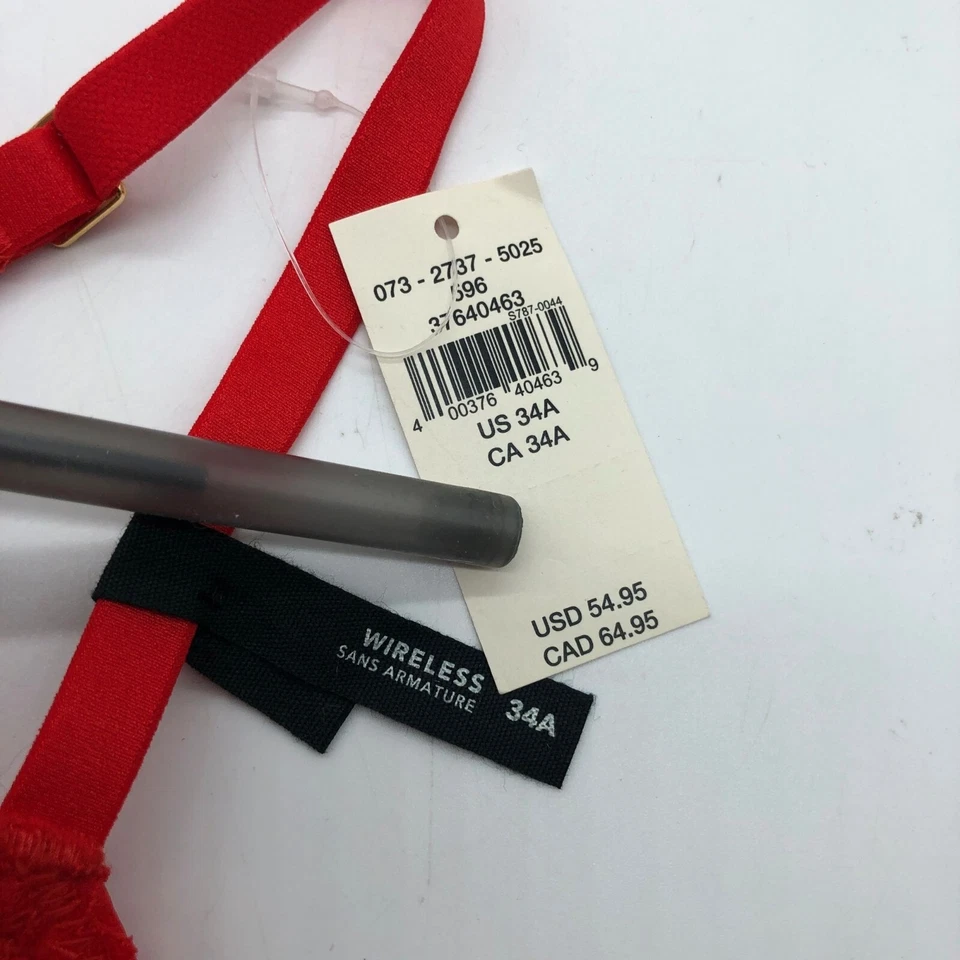 073 - 2737 - 5025
596
37640463
S787-0044
4 00376 40463 9
US 34A
CA 34A
USD 54.95
CAD 64.95
WIRELESS
SANS ARMATURE
34A